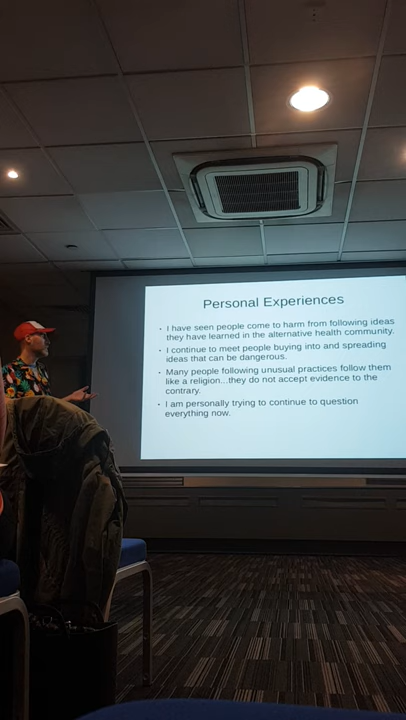 Personal Experiences
• I have seen people come to harm from following ideas
they have learned in the alternative health community.
• I continue to meet people buying into and spreading
ideas that can be dangerous.
• Many people following unusual practices follow them
like a religion...they do not accept evidence to the
contrary.
• I am personally trying to continue to question
everything now.